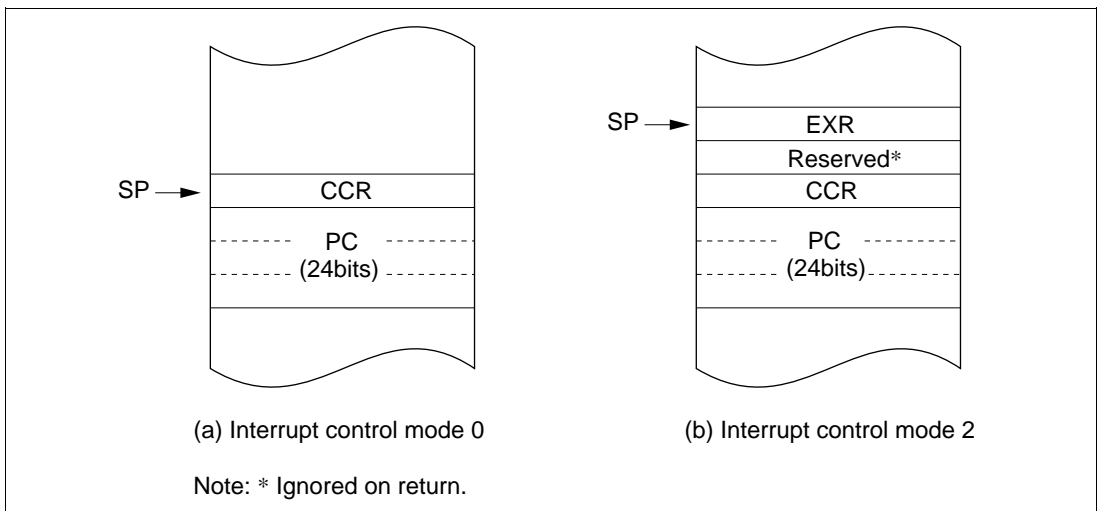 SP
CCR
PC
(24bits)
(a) Interrupt control mode 0
SP
EXR
Reserved*
CCR
PC
(24bits)
(b) Interrupt control mode 2
Note: * Ignored on return.